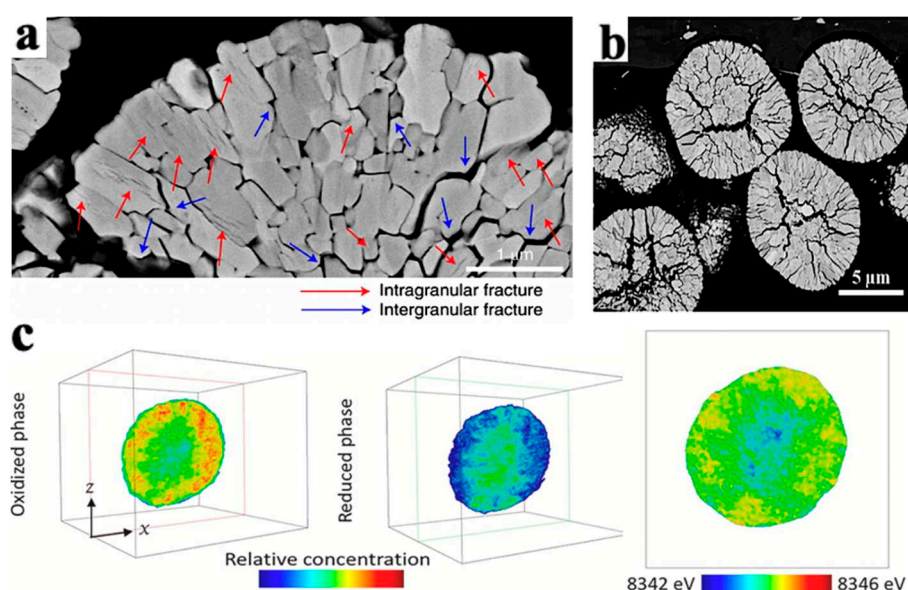 a
1 μm
Intragranular fracture
Intergranular fracture
b
5 μm
c
Oxidized phase
z
x
Reduced phase
Relative concentration
8342 eV
8346 eV